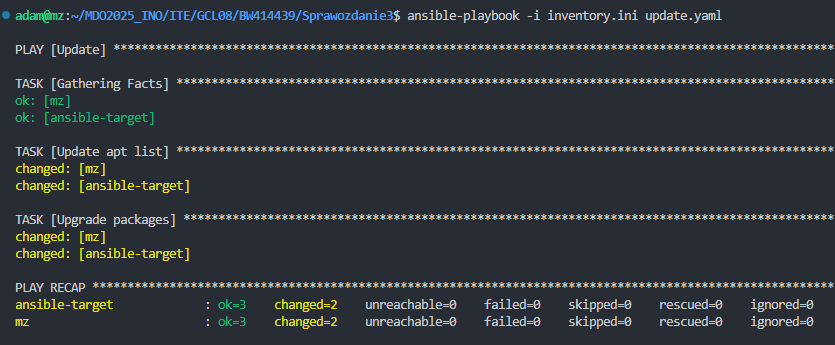 adam@mz:~/MDO2025_INO/ITE/GCL08/BW414439/Sprawozdanie3$ ansible-playbook -i inventory.ini update.yaml
PLAY [Update] ***********************************************************************************************************
TASK [Gathering Facts] **************************************************************************************************
ok: [mz]
ok: [ansible-target]
TASK [Update apt list] **************************************************************************************************
changed: [mz]
changed: [ansible-target]
TASK [Upgrade packages] *************************************************************************************************
changed: [mz]
changed: [ansible-target]
PLAY RECAP **************************************************************************************************************
ansible-target : ok=3 changed=2 unreachable=0 failed=0 skipped=0 rescued=0 ignored=0
mz : ok=3 changed=2 unreachable=0 failed=0 skipped=0 rescued=0 ignored=0